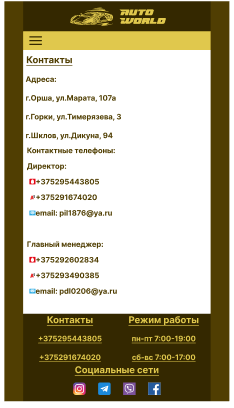 AUTO
WORLD
Контакты
Адреса:
г.Орша, ул.Марата, 107а
г.Горки, ул.Тимерязева, 3
г.Шклов, ул.Дикуна, 94
Контактные телефоны:
Директор:
+375295443805
+375291674020
email: pil1876@ya.ru
Главный менеджер:
+375292602834
+375293490385
email: pdl0206@ya.ru
Контакты
Режим работы
+375295443805
пн-пт 7:00-19:00
+375291674020
сб-вс 7:00-17:00
Социальные сети